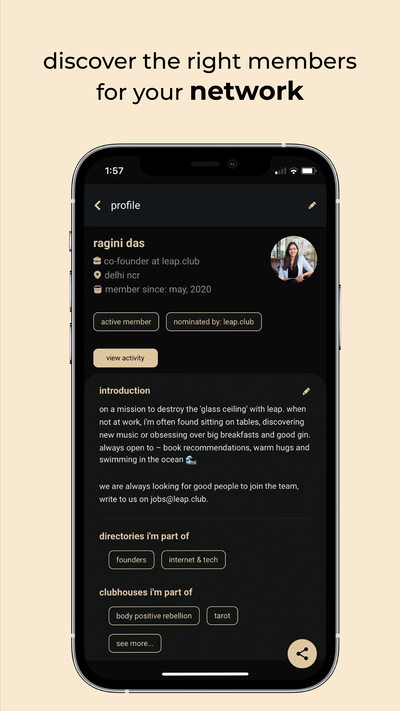 discover the right members
for your network
1:57
profile
ragini das
co-founder at leap.club
delhi ncr
member since: may, 2020
active member
nominated by: leap.club
view activity
introduction
on a mission to destroy the 'glass ceiling' with leap. when
not at work, i'm often found sitting on tables, discovering
new music or obsessing over big breakfasts and good gin.
always open to – book recommendations, warm hugs and
swimming in the ocean 🌊
we are always looking for good people to join the team,
write to us on jobs@leap.club.
directories i'm part of
founders
internet & tech
clubhouses i'm part of
body positive rebellion
tarot
see more...